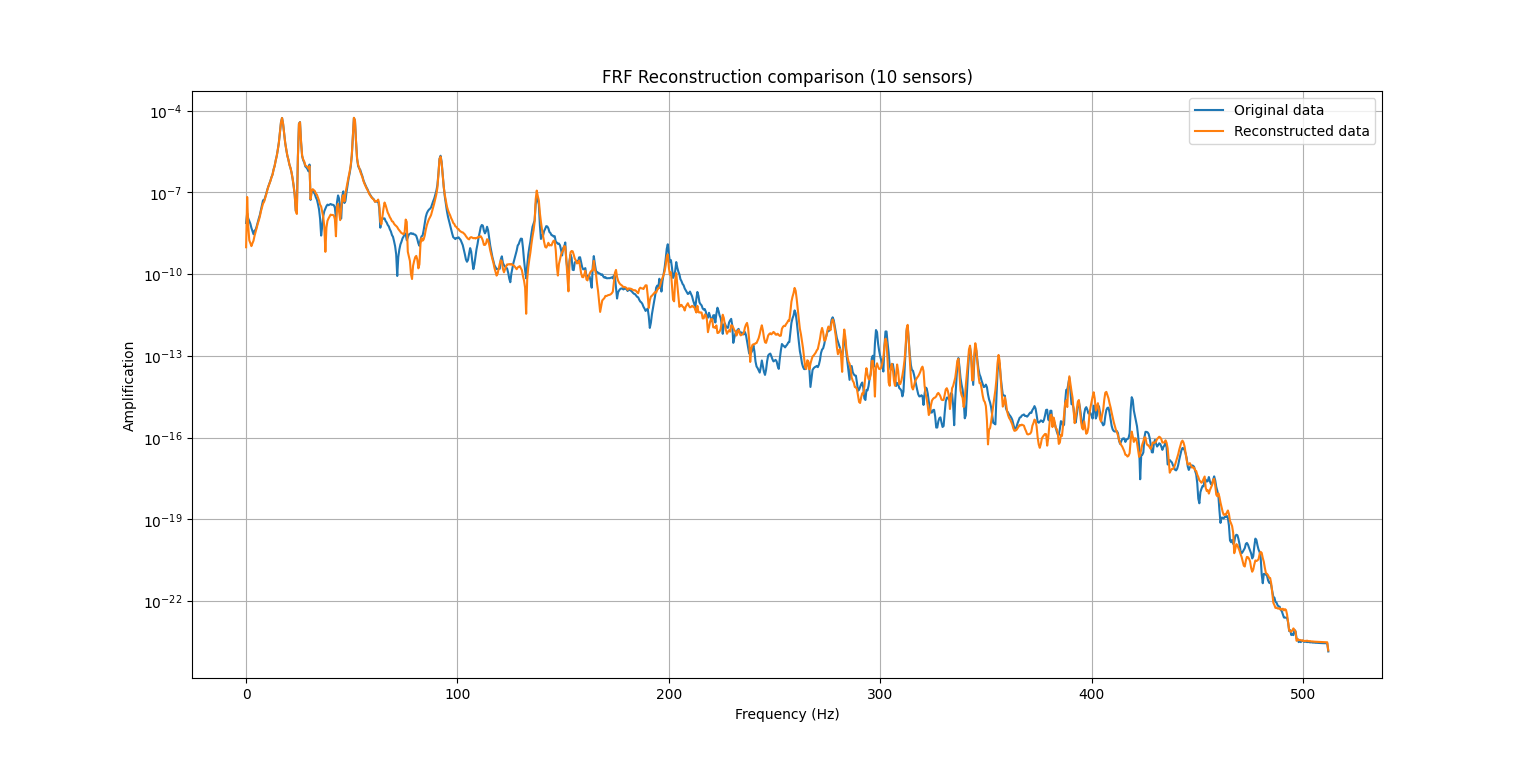 FRF Reconstruction comparison (10 sensors)
Original data
Reconstructed data
Amplification
10⁻⁴
10⁻⁷
10⁻¹⁰
10⁻¹³
10⁻¹⁶
10⁻¹⁹
10⁻²²
0 100 200 300 400 500
Frequency (Hz)